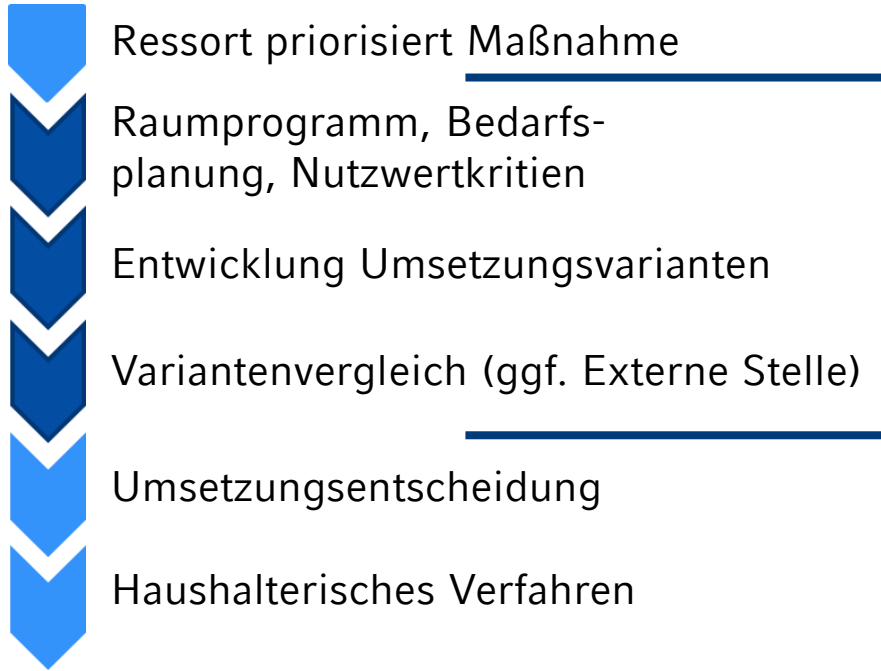 Ressort priorisiert Maßnahme
Raumprogramm, Bedarfs-
planung, Nutzwertkritien
Entwicklung Umsetzungsvarianten
Variantenvergleich (ggf. Externe Stelle)
Umsetzungsentscheidung
Haushalterisches Verfahren